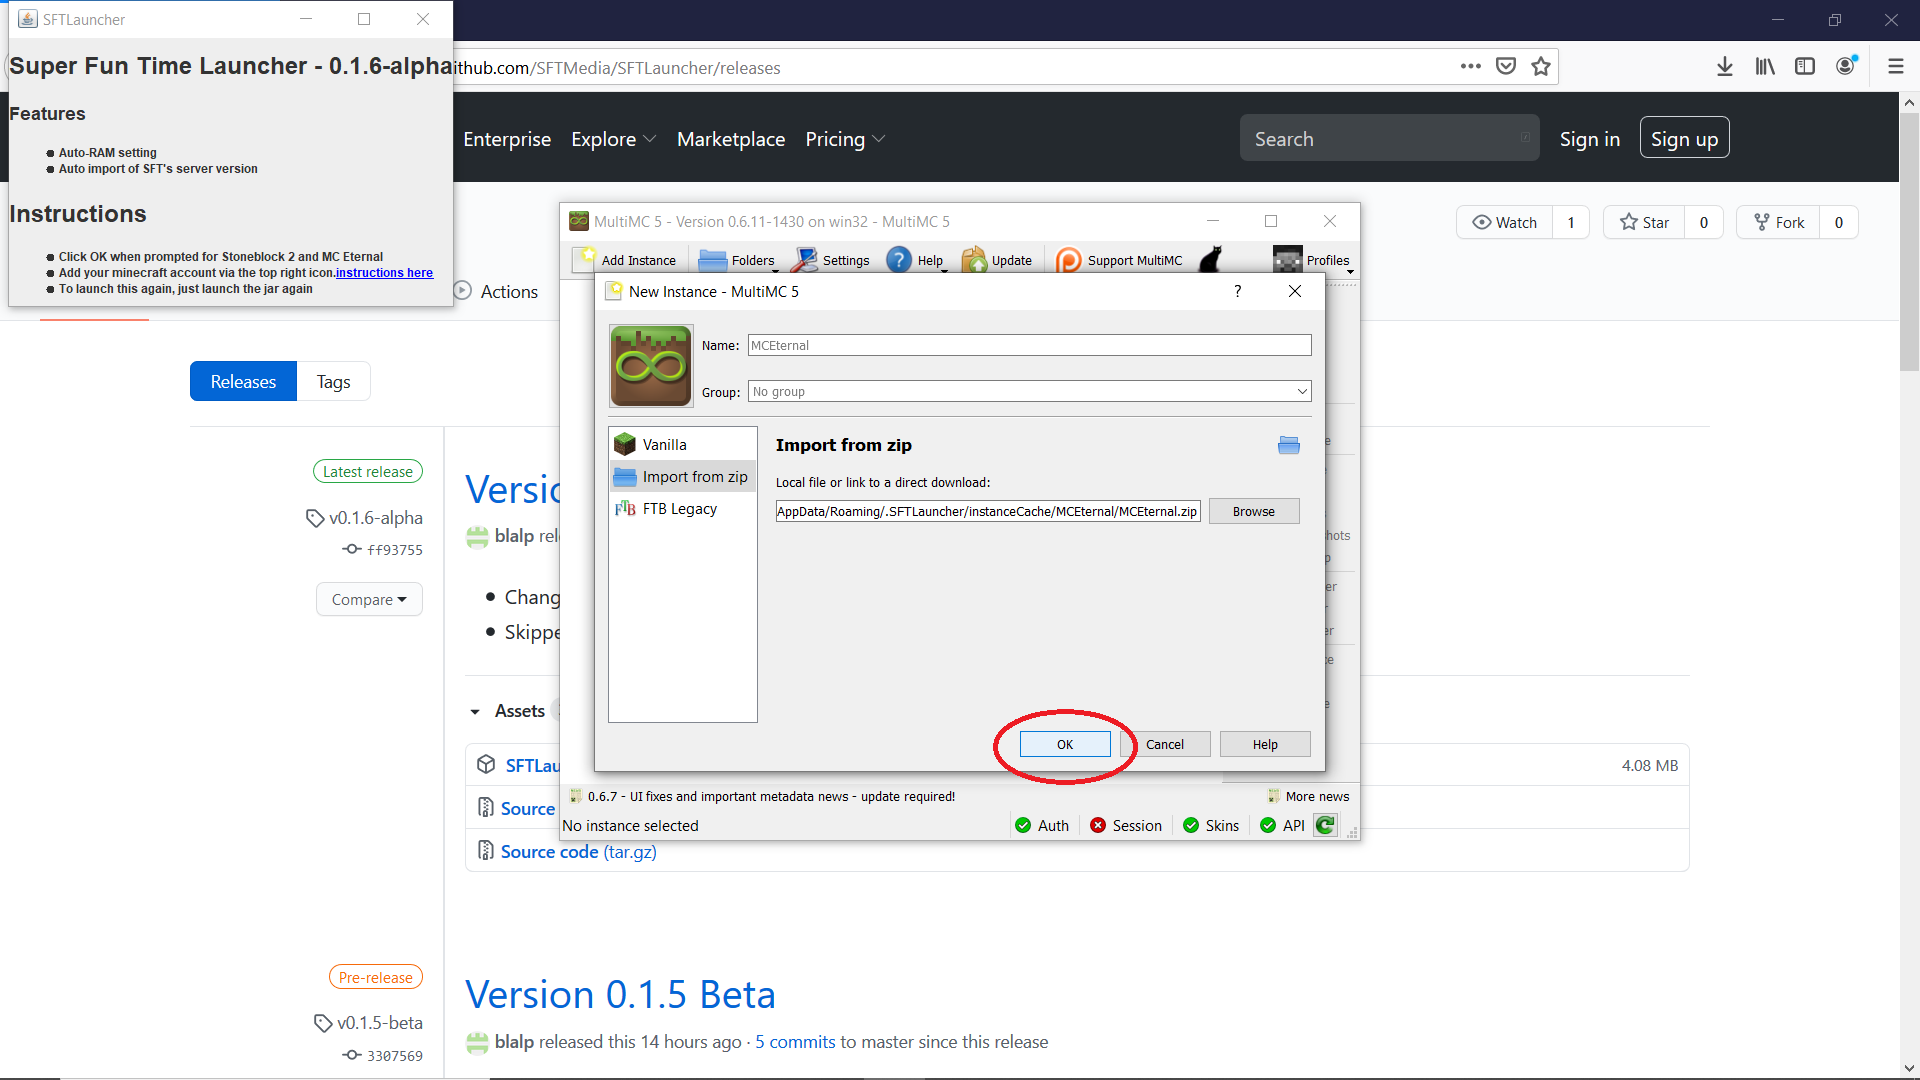 SFTLauncher
Super Fun Time Launcher - 0.1.6-alpha
Features
Auto-RAM setting
Auto import of SFT's server version
Instructions
Click OK when prompted for Stoneblock 2 and MC Eternal
Add your minecraft account via the top right icon.instructions here
To launch this again, just launch the jar again
ithub.com/SFTMedia/SFTLauncher/releases
Enterprise Explore Marketplace Pricing
Search
Sign in Sign up
Watch 1 Star 0 Fork 0
Actions
Releases Tags
Latest release
v0.1.6-alpha
ff93755
Compare
Versio
blalp rel
Chang
Skippe
Assets
SFTLau
4.08 MB
Source
Source code (tar.gz)
MultiMC 5 - Version 0.6.11-1430 on win32 - MultiMC 5
Add Instance Folders Settings Help Update Support MultiMC Profiles
New Instance - MultiMC 5
?
Name: MCEternal
Group: No group
Vanilla
Import from zip
FTB Legacy
Import from zip
Local file or link to a direct download:
AppData/Roaming/.SFTLauncher/instanceCache/MCEternal/MCEternal.zip Browse
OK Cancel Help
0.6.7 - UI fixes and important metadata news - update required! More news
No instance selected Auth Session Skins API
Pre-release
v0.1.5-beta
3307569
Version 0.1.5 Beta
blalp released this 14 hours ago · 5 commits to master since this release